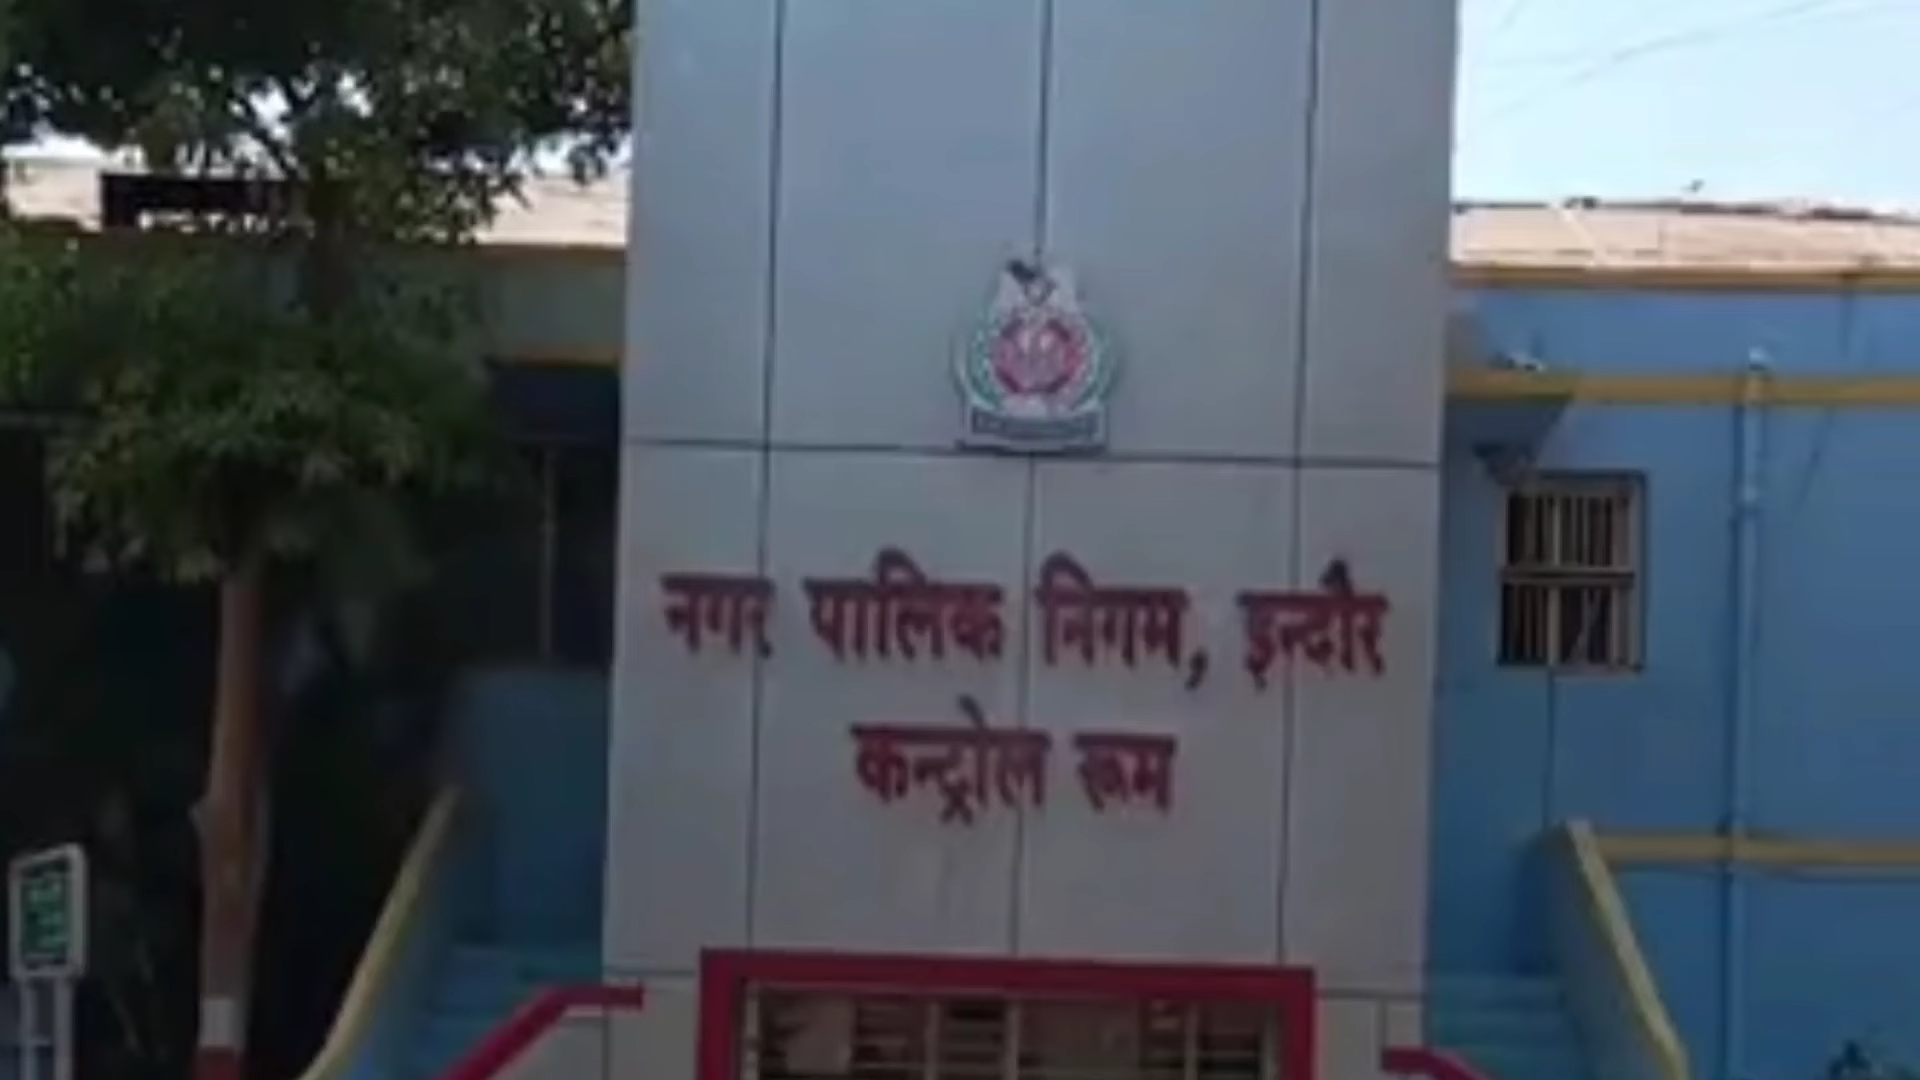 नगर पालिक निगम, इन्दौर
कन्ट्रोल रूम